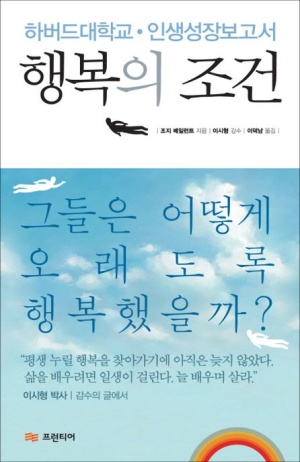 하버드대학교 • 인생성장보고서
행복의 조건
| 조지 베일런트 지음 | 이시형 감수 | 이덕남 옮김 |
그들은 어떻게
오래도록
행복했을까?
“평생 누릴 행복을 찾아가기에 아직은 늦지 않았다.
삶을 배우려면 일생이 걸린다. 늘 배우며 살라.”
이시형 박사 | 감수의 글에서
프런티어